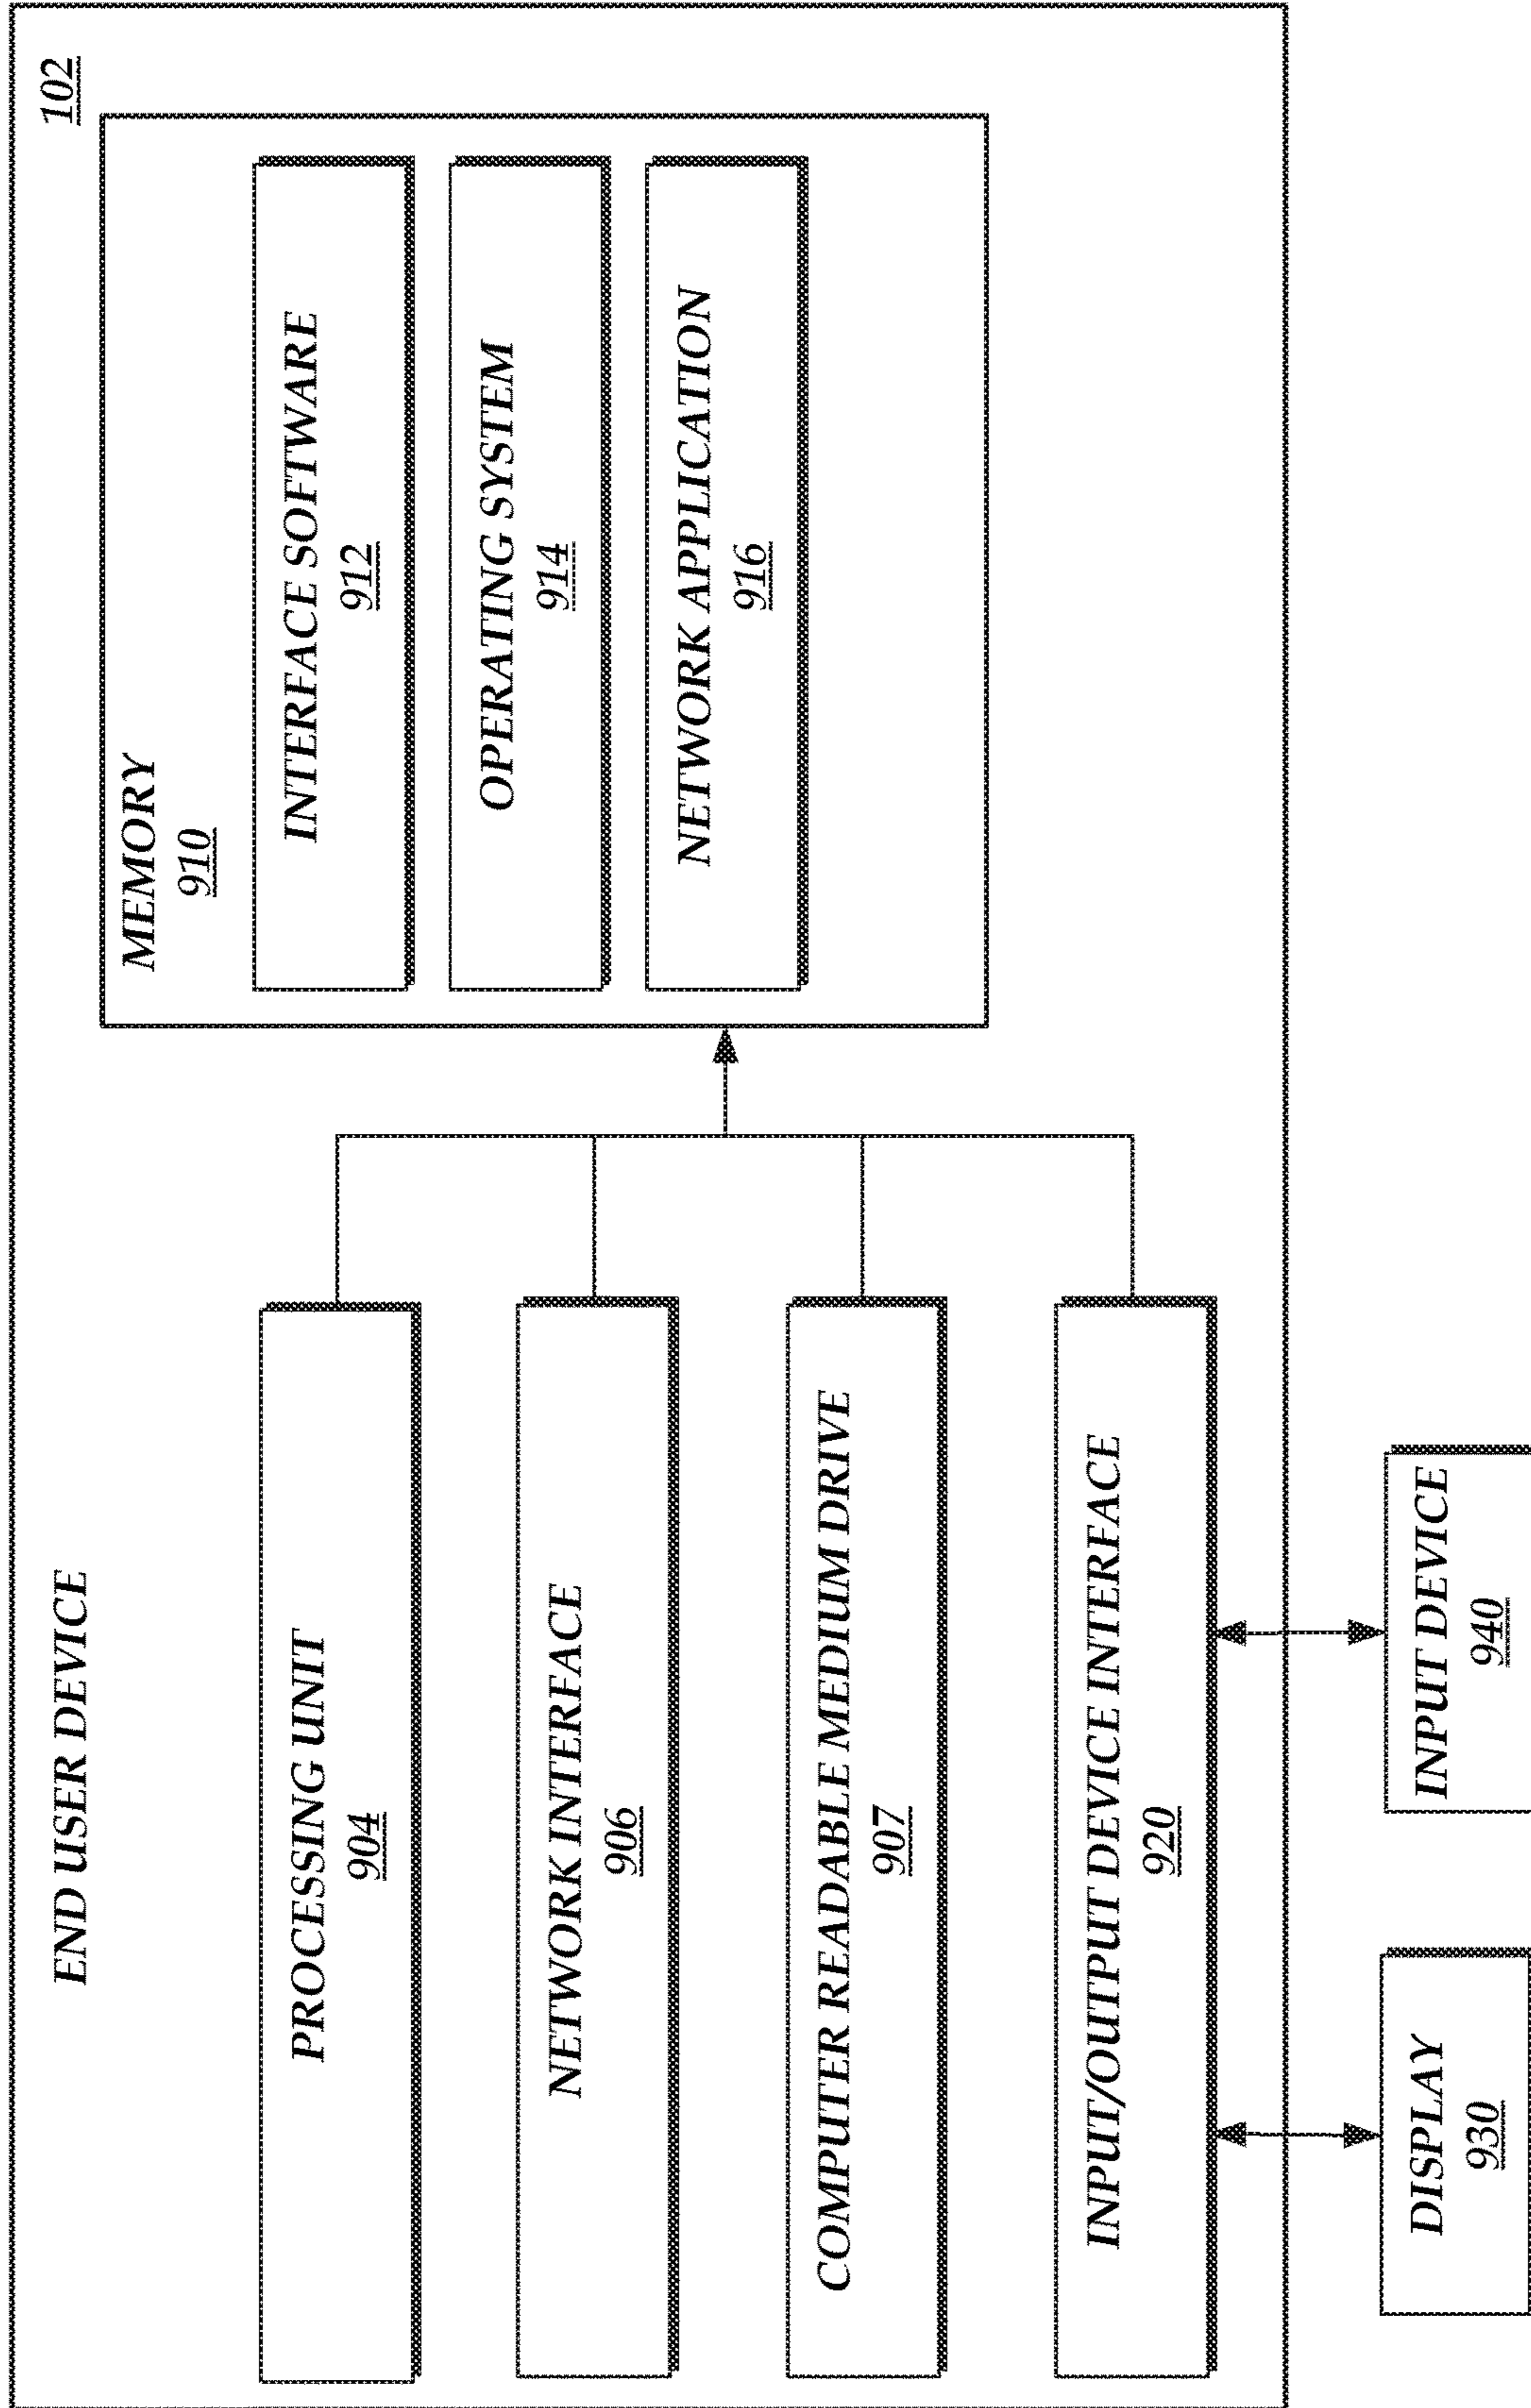 END USER DEVICE
102
PROCESSING UNIT
904
NETWORK INTERFACE
906
COMPUTER READABLE MEDIUM DRIVE
907
INPUT/OUTPUT DEVICE INTERFACE
920
MEMORY
910
INTERFACE SOFTWARE
912
OPERATING SYSTEM
914
NETWORK APPLICATION
916
DISPLAY
930
INPUT DEVICE
940